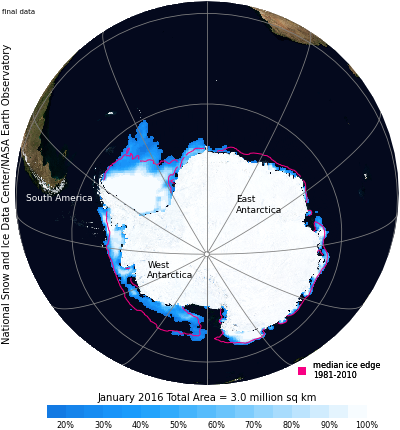 final data
National Snow and Ice Data Center/NASA Earth Observatory
South America
East
Antarctica
West
Antarctica
median ice edge
1981-2010
January 2016 Total Area = 3.0 million sq km
20% 30% 40% 50% 60% 70% 80% 90% 100%